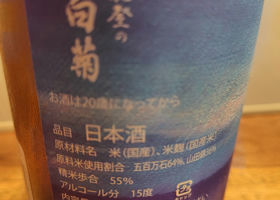 登の
白菊
お酒は20歳になってから
品目 日本酒
原材料名 米(国産)、米麹(国産米)
原料米使用割合 五百万石64%、山田錦36%
精米歩合 55%
アルコール分 15度